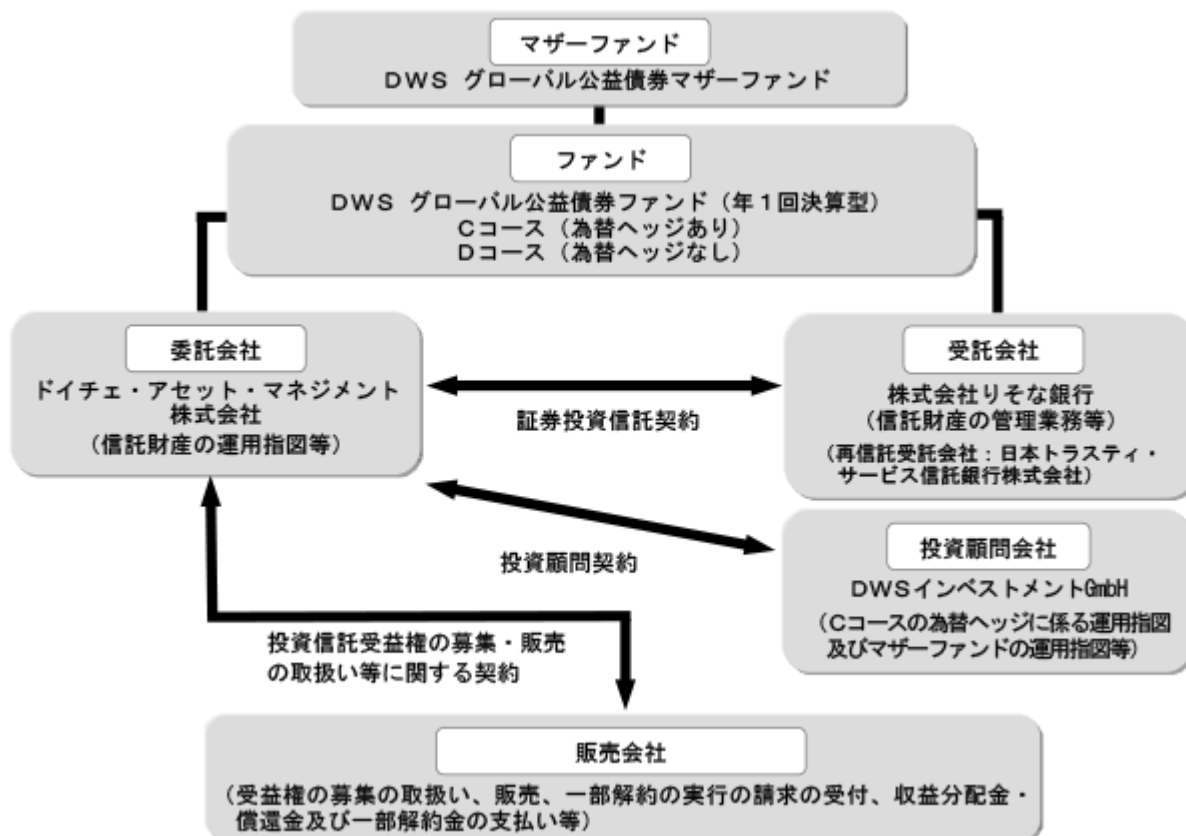 マザーファンド
DWS グローバル公益債券マザーファンド
ファンド
DWS グローバル公益債券ファンド（年１回決算型）
Cコース（為替ヘッジあり）
Dコース（為替ヘッジなし）
委託会社
ドイチェ・アセット・マネジメント
株式会社
（信託財産の運用指図等）
証券投資信託契約
受託会社
株式会社りそな銀行
（信託財産の管理業務等）
（再信託受託会社：日本トラスティ・
サービス信託銀行株式会社）
投資顧問契約
投資顧問会社
DWSインベストメントGmbH
（Cコースの為替ヘッジに係る運用指図
及びマザーファンドの運用指図等）
投資信託受益権の募集・販売
の取扱い等に関する契約
販売会社
（受益権の募集の取扱い、販売、一部解約の実行の請求の受付、収益分配金・
償還金及び一部解約金の支払い等）